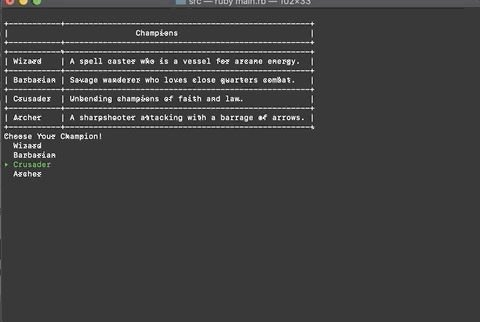 src — ruby main.rb — 102×33
Champions
Wizard | A spell caster who is a vessel for arcane energy.
Barbarian | Savage wanderer who loves close quarters combat.
Crusader | Unbending champions of faith and law.
Archer | A sharpshooter attacking with a barrage of arrows.
Choose Your Champion!
Wizard
Barbarian
‣ Crusader
Archer